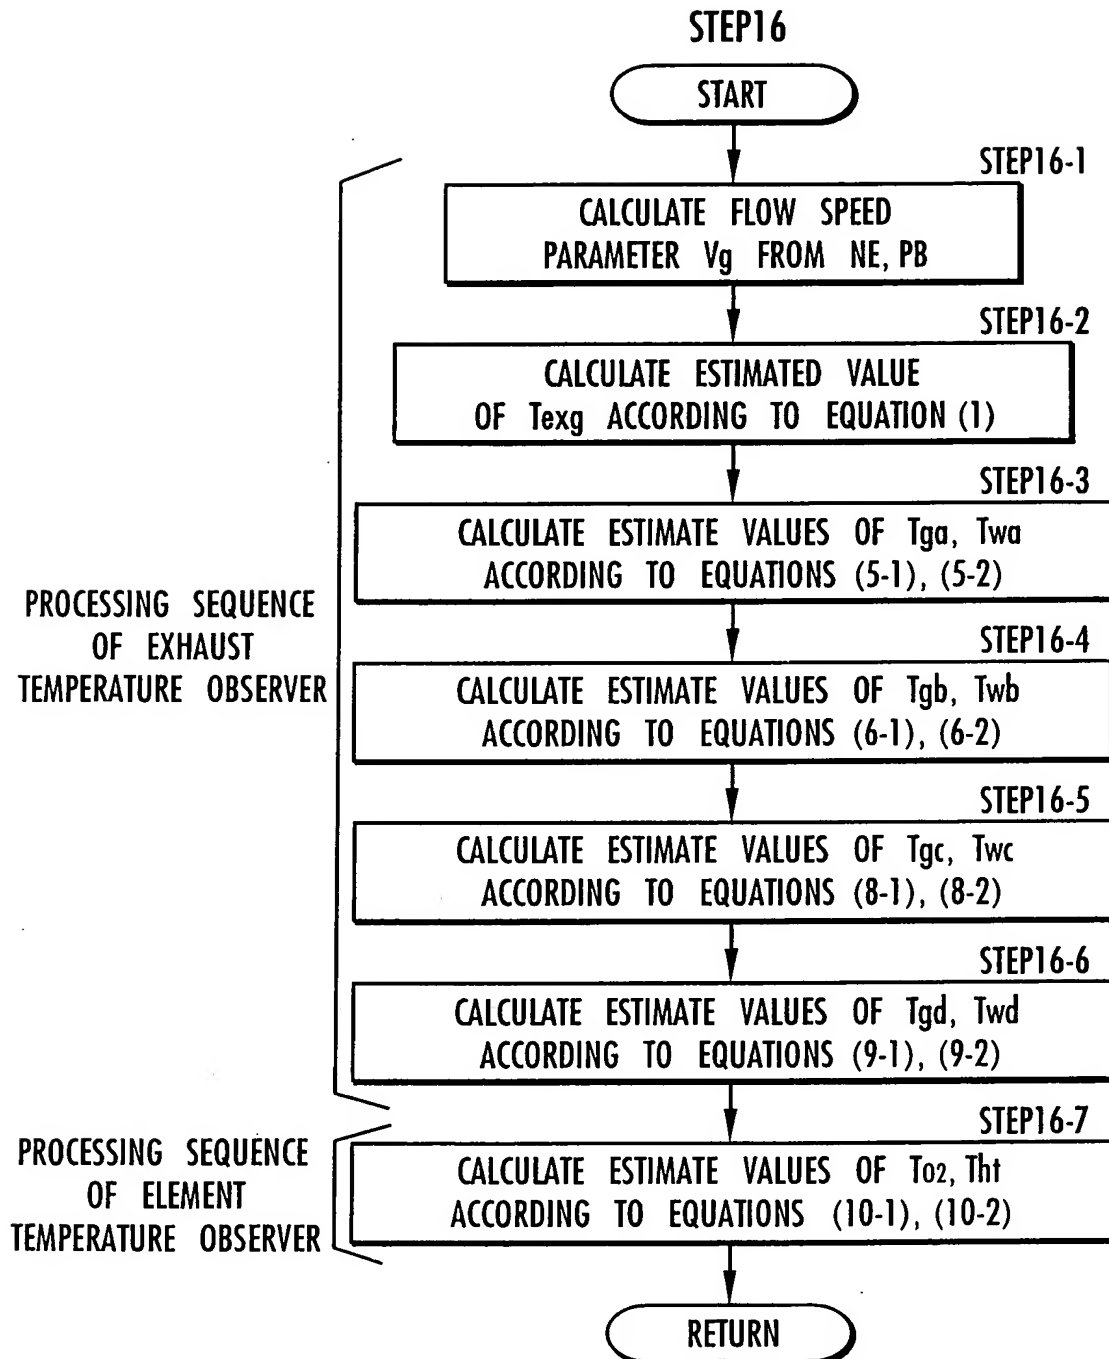 STEP16
START
STEP16-1
CALCULATE FLOW SPEED
PARAMETER Vg FROM NE, PB
STEP16-2
CALCULATE ESTIMATED VALUE
OF Texg ACCORDING TO EQUATION (1)
STEP16-3
CALCULATE ESTIMATE VALUES OF Tga, Twa
ACCORDING TO EQUATIONS (5-1), (5-2)
STEP16-4
CALCULATE ESTIMATE VALUES OF Tgb, Twb
ACCORDING TO EQUATIONS (6-1), (6-2)
STEP16-5
CALCULATE ESTIMATE VALUES OF Tgc, Twc
ACCORDING TO EQUATIONS (8-1), (8-2)
STEP16-6
CALCULATE ESTIMATE VALUES OF Tgd, Twd
ACCORDING TO EQUATIONS (9-1), (9-2)
PROCESSING SEQUENCE
OF EXHAUST
TEMPERATURE OBSERVER
STEP16-7
CALCULATE ESTIMATE VALUES OF To2, Tht
ACCORDING TO EQUATIONS (10-1), (10-2)
PROCESSING SEQUENCE
OF ELEMENT
TEMPERATURE OBSERVER
RETURN